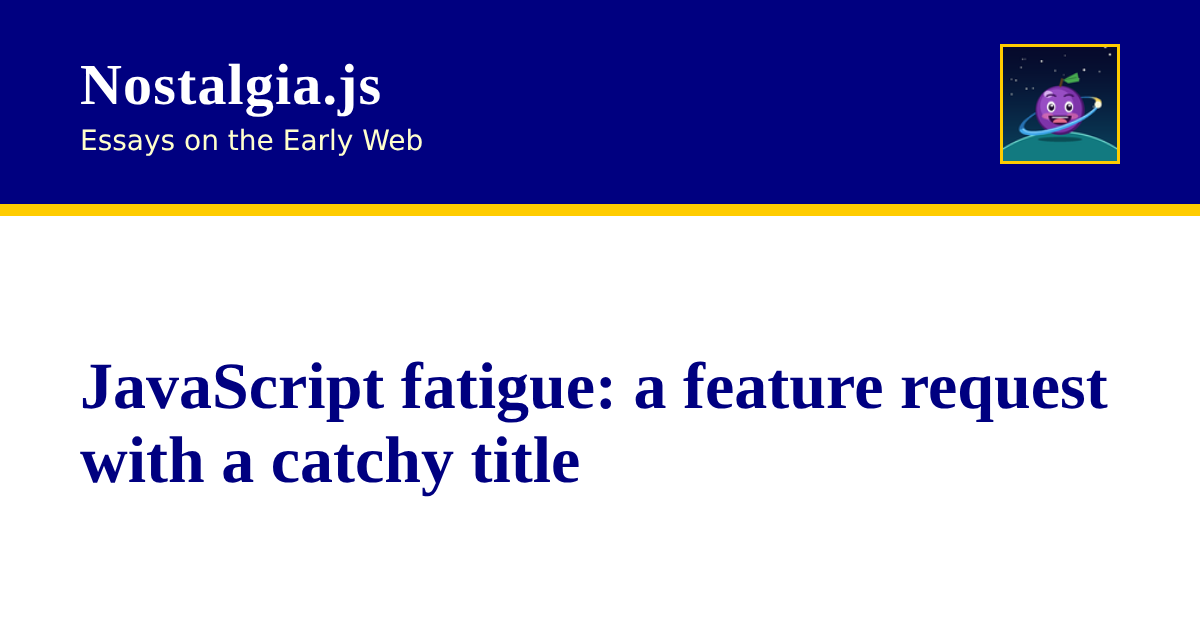 Nostalgia.js
Essays on the Early Web
JavaScript fatigue: a feature request
with a catchy title